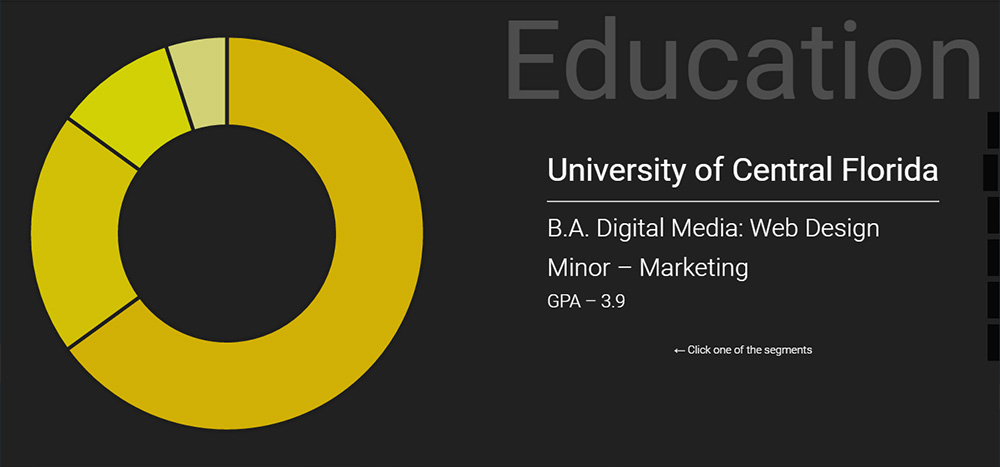 Education
University of Central Florida
B.A. Digital Media: Web Design
Minor – Marketing
GPA – 3.9
← Click one of the segments